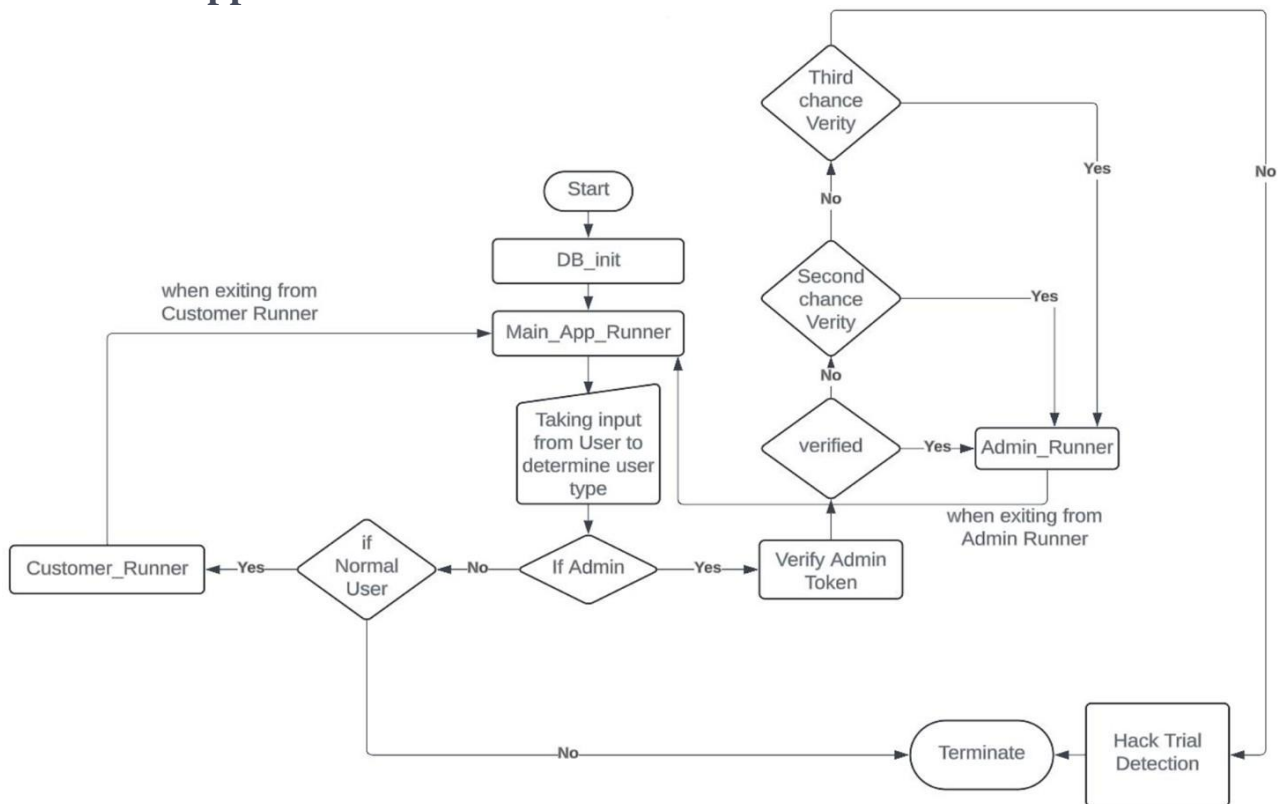 Third
chance
Verity
Yes
No
Start
No
DB_init
Second
chance
Verity
when exiting from
Customer Runner
Yes
Main_App_Runner
No
Taking input
from User to
determine user
type
verified
Yes
Admin_Runner
when exiting from
Admin Runner
if
Normal
User
Customer_Runner
Yes
No
If Admin
Yes
Verify Admin
Token
No
Terminate
Hack Trial
Detection